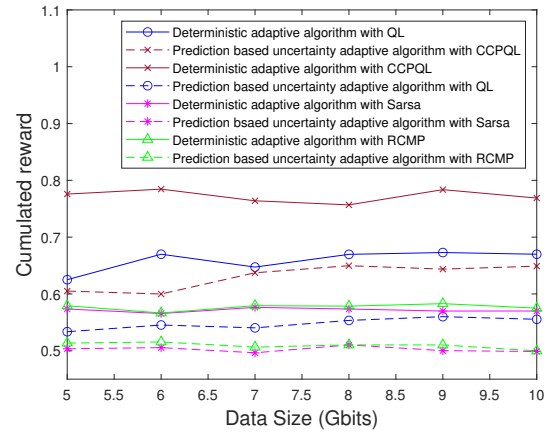 1.1
1
0.9
0.8
0.7
0.6
0.5
Cumulated reward
Deterministic adaptive algorithm with QL
Prediction based uncertainty adaptive algorithm with CCPQL
Deterministic adaptive algorithm with CCPQL
Prediction bsaed uncertainty adaptive algorithm with QL
Deterministic adaptive algorithm with Sarsa
Prediction based uncertainty adaptive algorithm with Sarsa
Deterministic adaptive algorithm with RCMP
Prediction based uncertainty adaptive algorithm with RCMP
5 5.5 6 6.5 7 7.5 8 8.5 9 9.5 10
Data Size (Gbits)